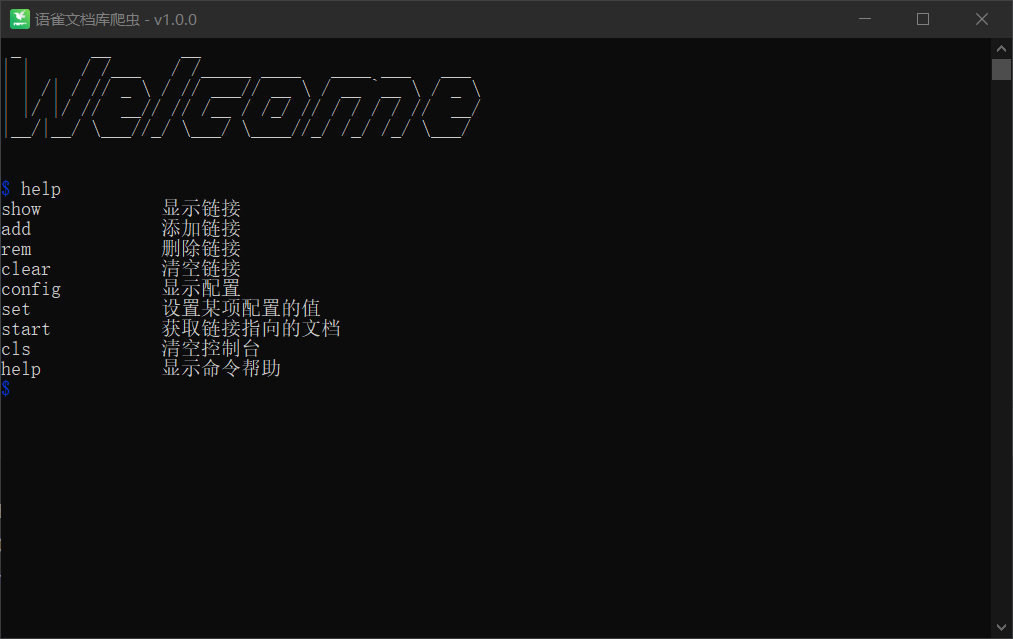 语雀文档库爬虫 - v1.0.0
Welcome
$ help
show 显示链接
add 添加链接
rem 删除链接
clear 清空链接
config 显示配置
set 设置某项配置的值
start 获取链接指向的文档
cls 清空控制台
help 显示命令帮助
$